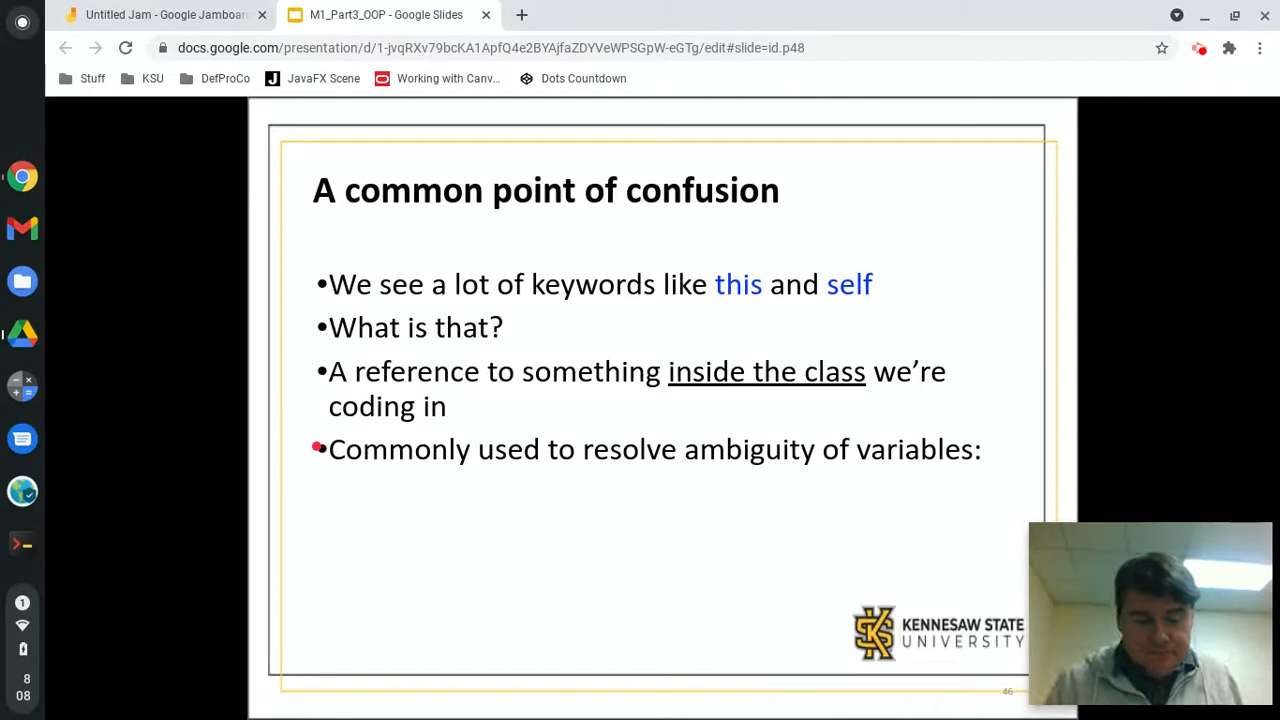 Untitled Jam - Google Jamboar
M1_Part3_OOP - Google Slides
docs.google.com/presentation/d/1-jvqRXv79bcKA1ApfQ4e2BYAjfaZDYVeWPSGpW-eGTg/edit#slide=id.p48
Stuff
KSU
DefProCo
JavaFX Scene
Working with Canv...
Dots Countdown
A common point of confusion
•We see a lot of keywords like this and self
•What is that?
•A reference to something inside the class we’re
coding in
•Commonly used to resolve ambiguity of variables:
KS
KENNESAW STATE
UNIVERSITY
46
1
8
08